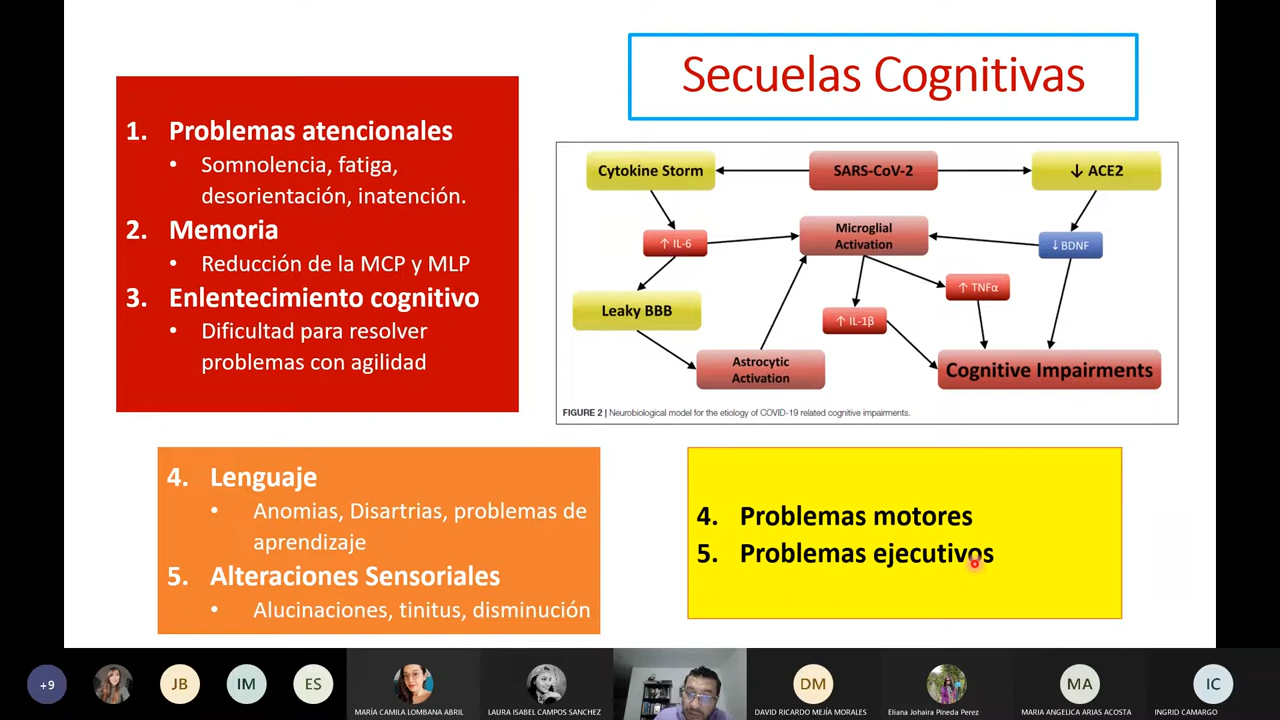 Secuelas Cognitivas
1. Problemas atencionales
• Somnolencia, fatiga,
desorientación, inatención.
2. Memoria
• Reducción de la MCP y MLP
3. Enlentecimiento cognitivo
• Dificultad para resolver
problemas con agilidad
Cytokine Storm
SARS-CoV-2
↓ ACE2
↑ IL-6
Microglial
Activation
↓ BDNF
Leaky BBB
↑ IL-1β
↑ TNFα
Astrocytic
Activation
Cognitive Impairments
FIGURE 2 | Neurobiological model for the etiology of COVID-19 related cognitive impairments.
4. Lenguaje
• Anomias, Disartrias, problemas de
aprendizaje
5. Alteraciones Sensoriales
• Alucinaciones, tinitus, disminución
4. Problemas motores
5. Problemas ejecutivos
+9
JB
IM
ES
MARÍA CAMILA LOMBANA ABRIL
LAURA ISABEL CAMPOS SANCHEZ
DM
DAVID RICARDO MEJÍA MORALES
Eliana Johaira Pineda Perez
MA
MARIA ANGELICA ARIAS ACOSTA
IC
INGRID CAMARGO